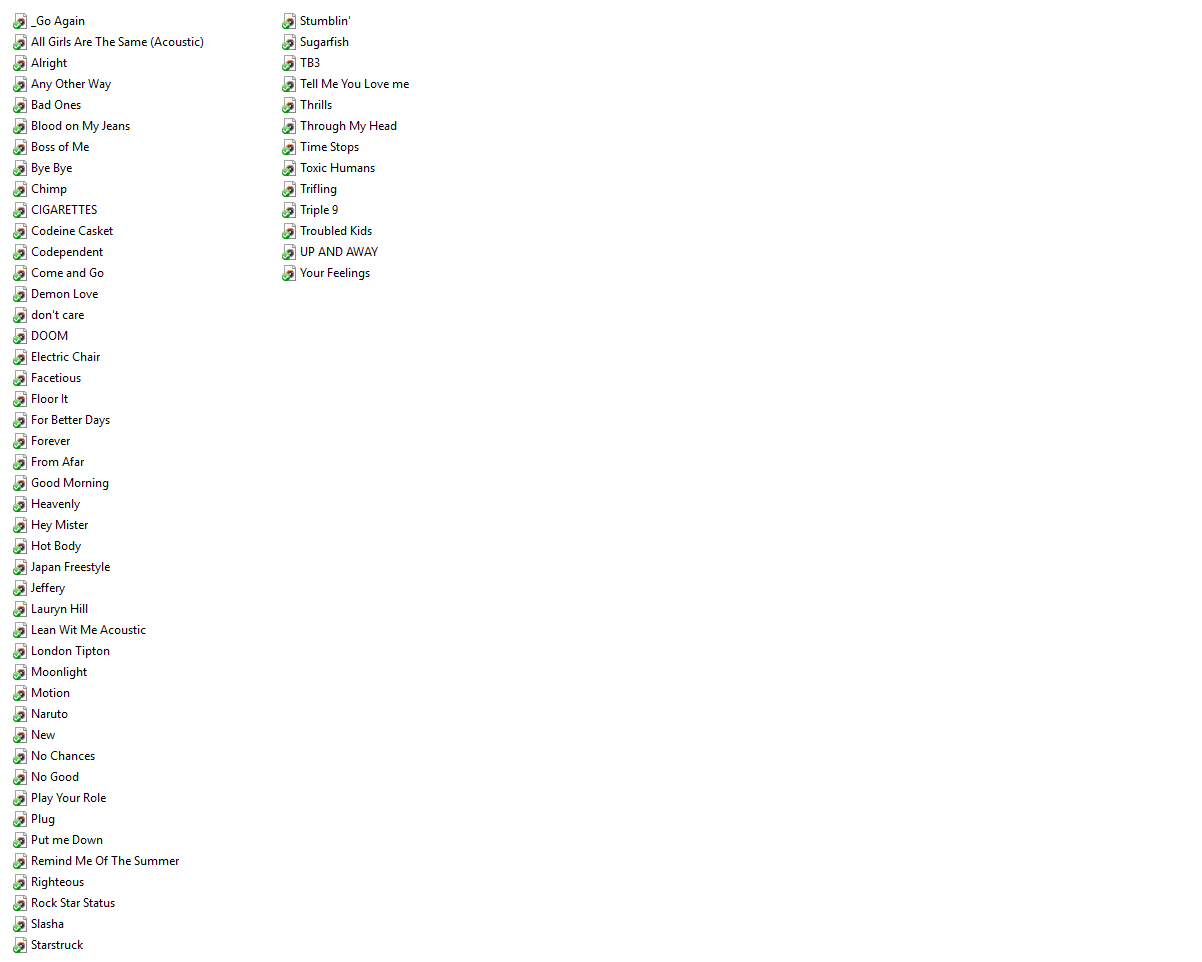 _Go Again
All Girls Are The Same (Acoustic)
Alright
Any Other Way
Bad Ones
Blood on My Jeans
Boss of Me
Bye Bye
Chimp
CIGARETTES
Codeine Casket
Codependent
Come and Go
Demon Love
don't care
DOOM
Electric Chair
Facetious
Floor It
For Better Days
Forever
From Afar
Good Morning
Heavenly
Hey Mister
Hot Body
Japan Freestyle
Jeffery
Lauryn Hill
Lean Wit Me Acoustic
London Tipton
Moonlight
Motion
Naruto
New
No Chances
No Good
Play Your Role
Plug
Put me Down
Remind Me Of The Summer
Righteous
Rock Star Status
Slasha
Starstruck
Stumblin'
Sugarfish
TB3
Tell Me You Love me
Thrills
Through My Head
Time Stops
Toxic Humans
Trifling
Triple 9
Troubled Kids
UP AND AWAY
Your Feelings